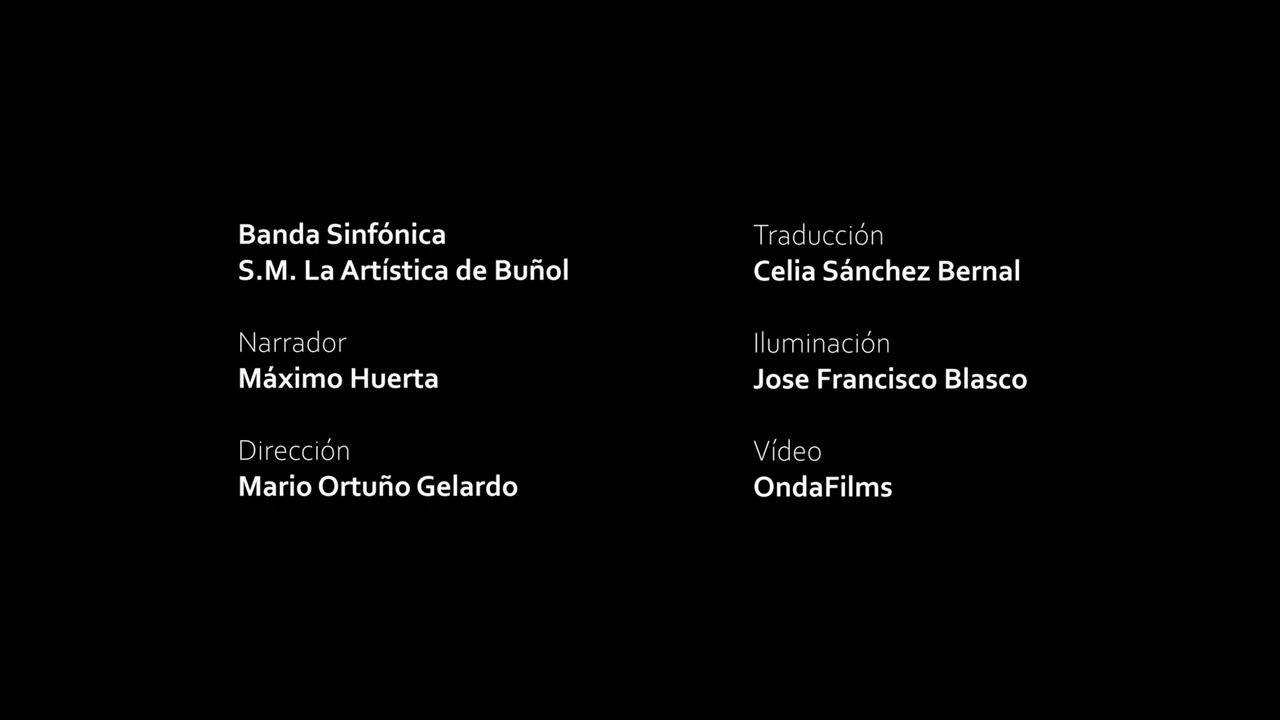 Banda Sinfónica
S.M. La Artística de Buñol
Narrador
Máximo Huerta
Dirección
Mario Ortuño Gelardo
Traducción
Celia Sánchez Bernal
Iluminación
Jose Francisco Blasco
Vídeo
OndaFilms